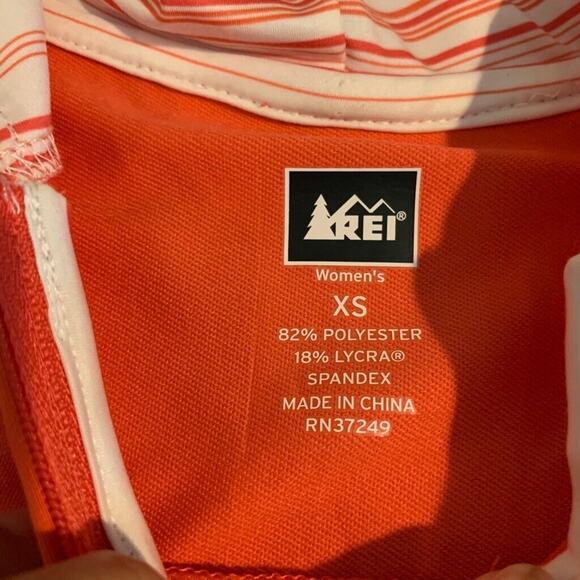 REI®
Women's
XS
82% POLYESTER
18% LYCRA®
SPANDEX
MADE IN CHINA
RN37249